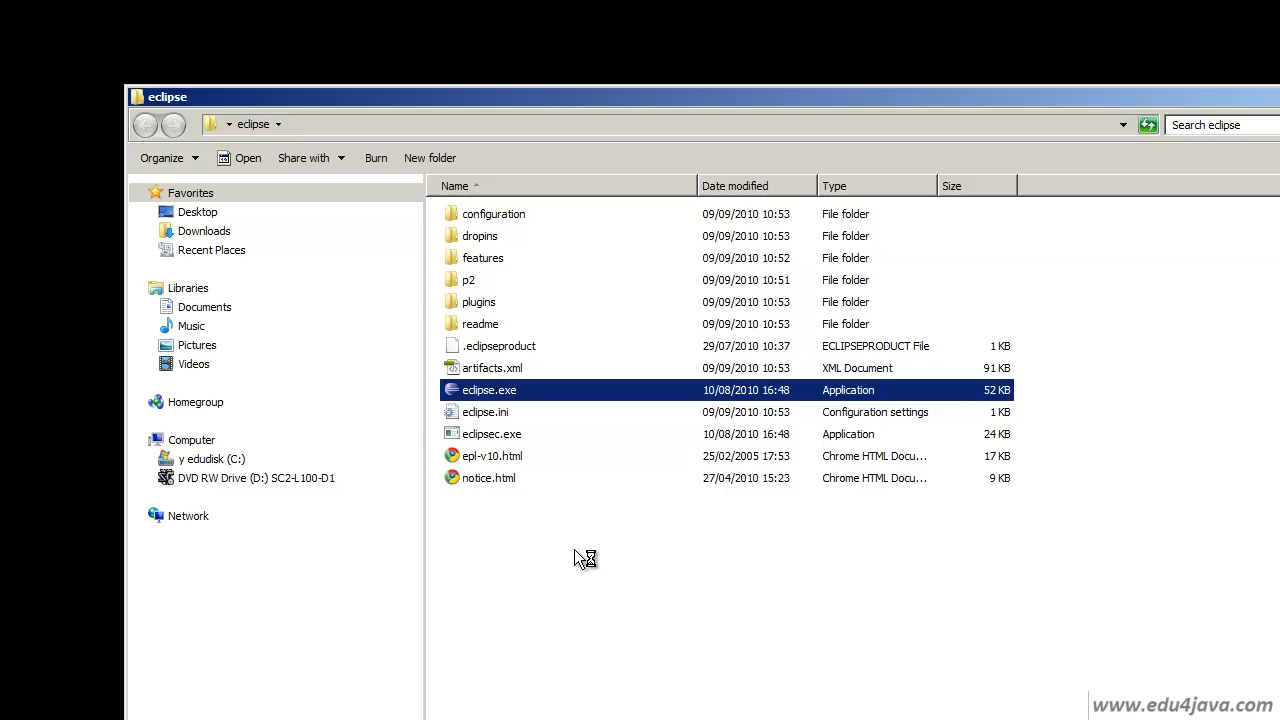 eclipse
eclipse
Search eclipse
Organize Open Share with Burn New folder
Favorites
Desktop
Downloads
Recent Places
Libraries
Documents
Music
Pictures
Videos
Homegroup
Computer
y edudisk (C:)
DVD RW Drive (D:) SC2-L100-D1
Network
Name Date modified Type Size
configuration 09/09/2010 10:53 File folder
dropins 09/09/2010 10:53 File folder
features 09/09/2010 10:52 File folder
p2 09/09/2010 10:51 File folder
plugins 09/09/2010 10:53 File folder
readme 09/09/2010 10:53 File folder
.eclipseproduct 29/07/2010 10:37 ECLIPSEPRODUCT File 1 KB
artifacts.xml 09/09/2010 10:53 XML Document 91 KB
eclipse.exe 10/08/2010 16:48 Application 52 KB
eclipse.ini 09/09/2010 10:53 Configuration settings 1 KB
eclipsec.exe 10/08/2010 16:48 Application 24 KB
epl-v10.html 25/02/2005 17:53 Chrome HTML Docu... 17 KB
notice.html 27/04/2010 15:23 Chrome HTML Docu... 9 KB
www.edu4java.com